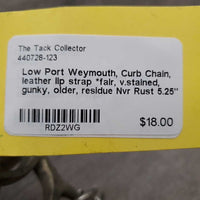 The Tack Collector
440728-123
Low Port Weymouth, Curb Chain,
leather lip strap *fair, v.stained,
gunky, older, residue Nvr Rust 5.25"
RDZ2WG
$18.00